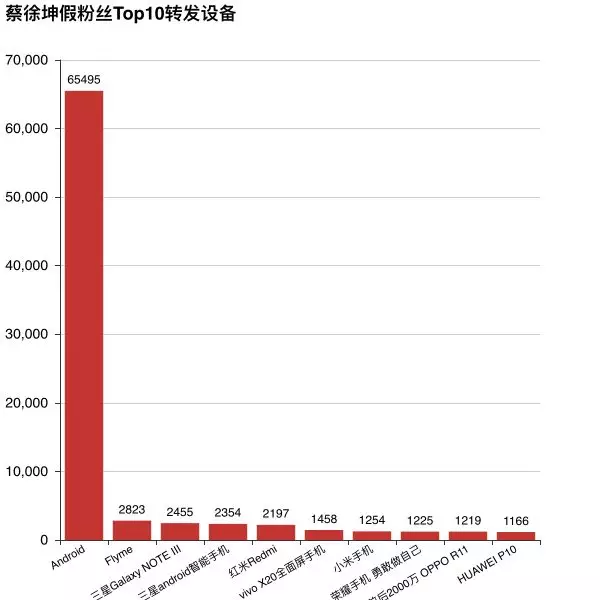 蔡徐坤假粉丝Top10转发设备
70,000
60,000
50,000
40,000
30,000
20,000
10,000
0
65495
2823
2455
2354
2197
1458
1254
1225
1219
1166
Android
Flyme
三星Galaxy NOTE III
三星android智能手机
红米Redmi
vivo X20全面屏手机
小米手机
荣耀手机 勇敢做自己
后2000万 OPPO R11
HUAWEI P10